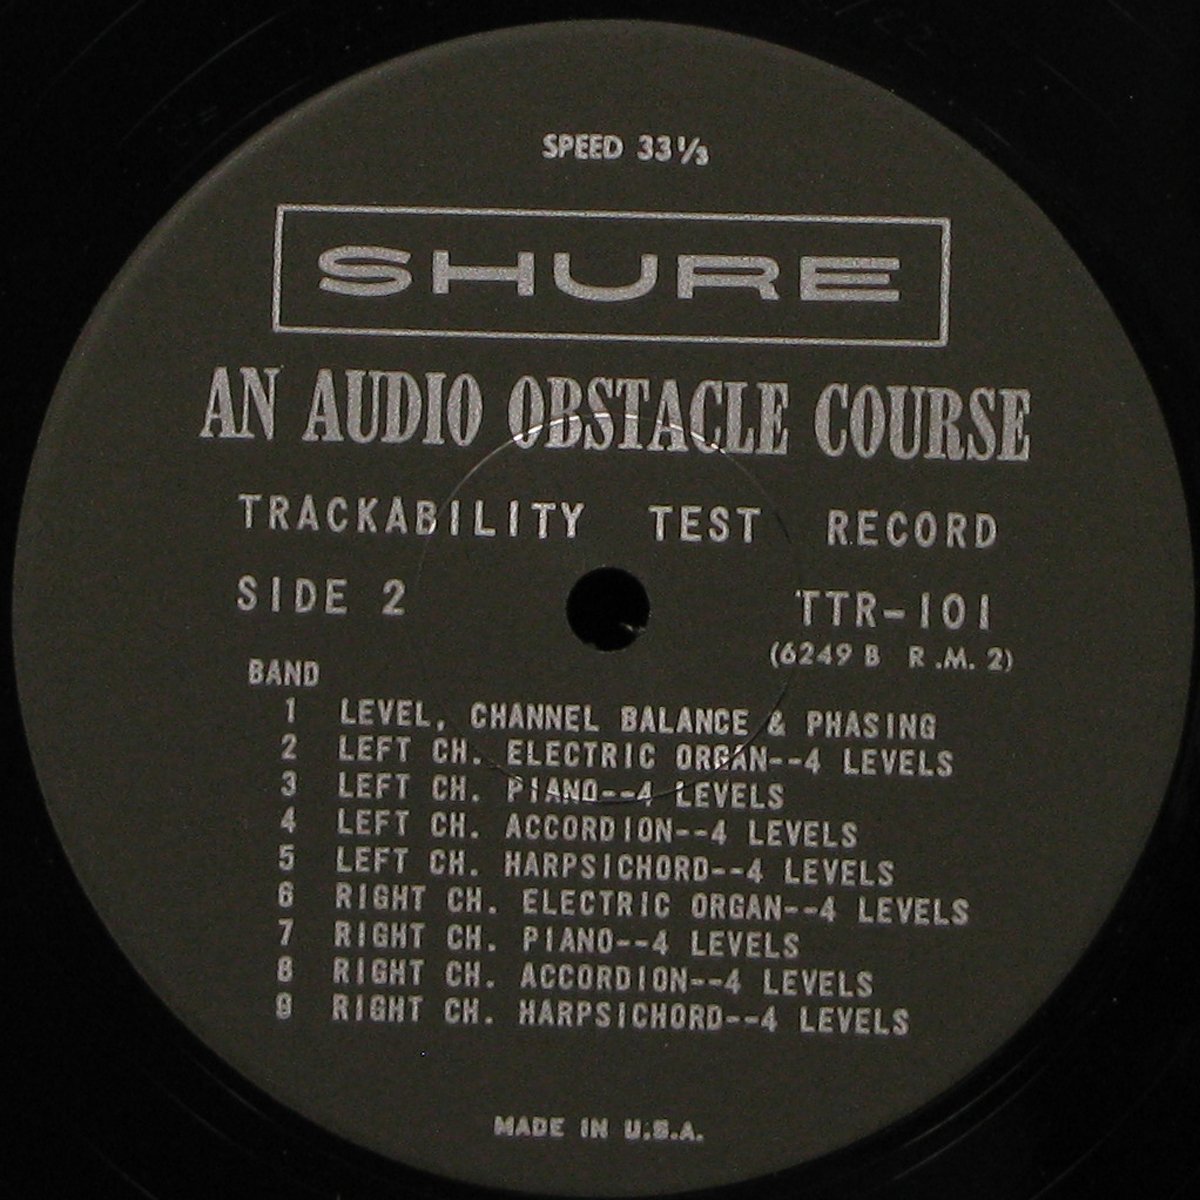 SPEED 33⅓
SHURE
AN AUDIO OBSTACLE COURSE
TRACKABILITY TEST RECORD
SIDE 2
TTR-101
(6249 B R.M. 2)
BAND
1 LEVEL, CHANNEL BALANCE & PHASING
2 LEFT CH. ELECTRIC ORGAN--4 LEVELS
3 LEFT CH. PIANO--4 LEVELS
4 LEFT CH. ACCORDION--4 LEVELS
5 LEFT CH. HARPSICHORD--4 LEVELS
6 RIGHT CH. ELECTRIC ORGAN--4 LEVELS
7 RIGHT CH. PIANO--4 LEVELS
8 RIGHT CH. ACCORDION--4 LEVELS
9 RIGHT CH. HARPSICHORD--4 LEVELS
MADE IN U.S.A.